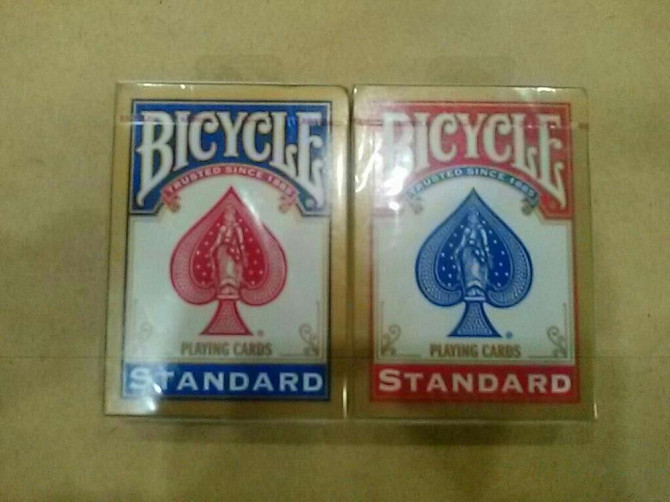 BICYCLE
TRUSTED SINCE 1885
PLAYING CARDS
STANDARD
BICYCLE
TRUSTED SINCE 1885
PLAYING CARDS
STANDARD